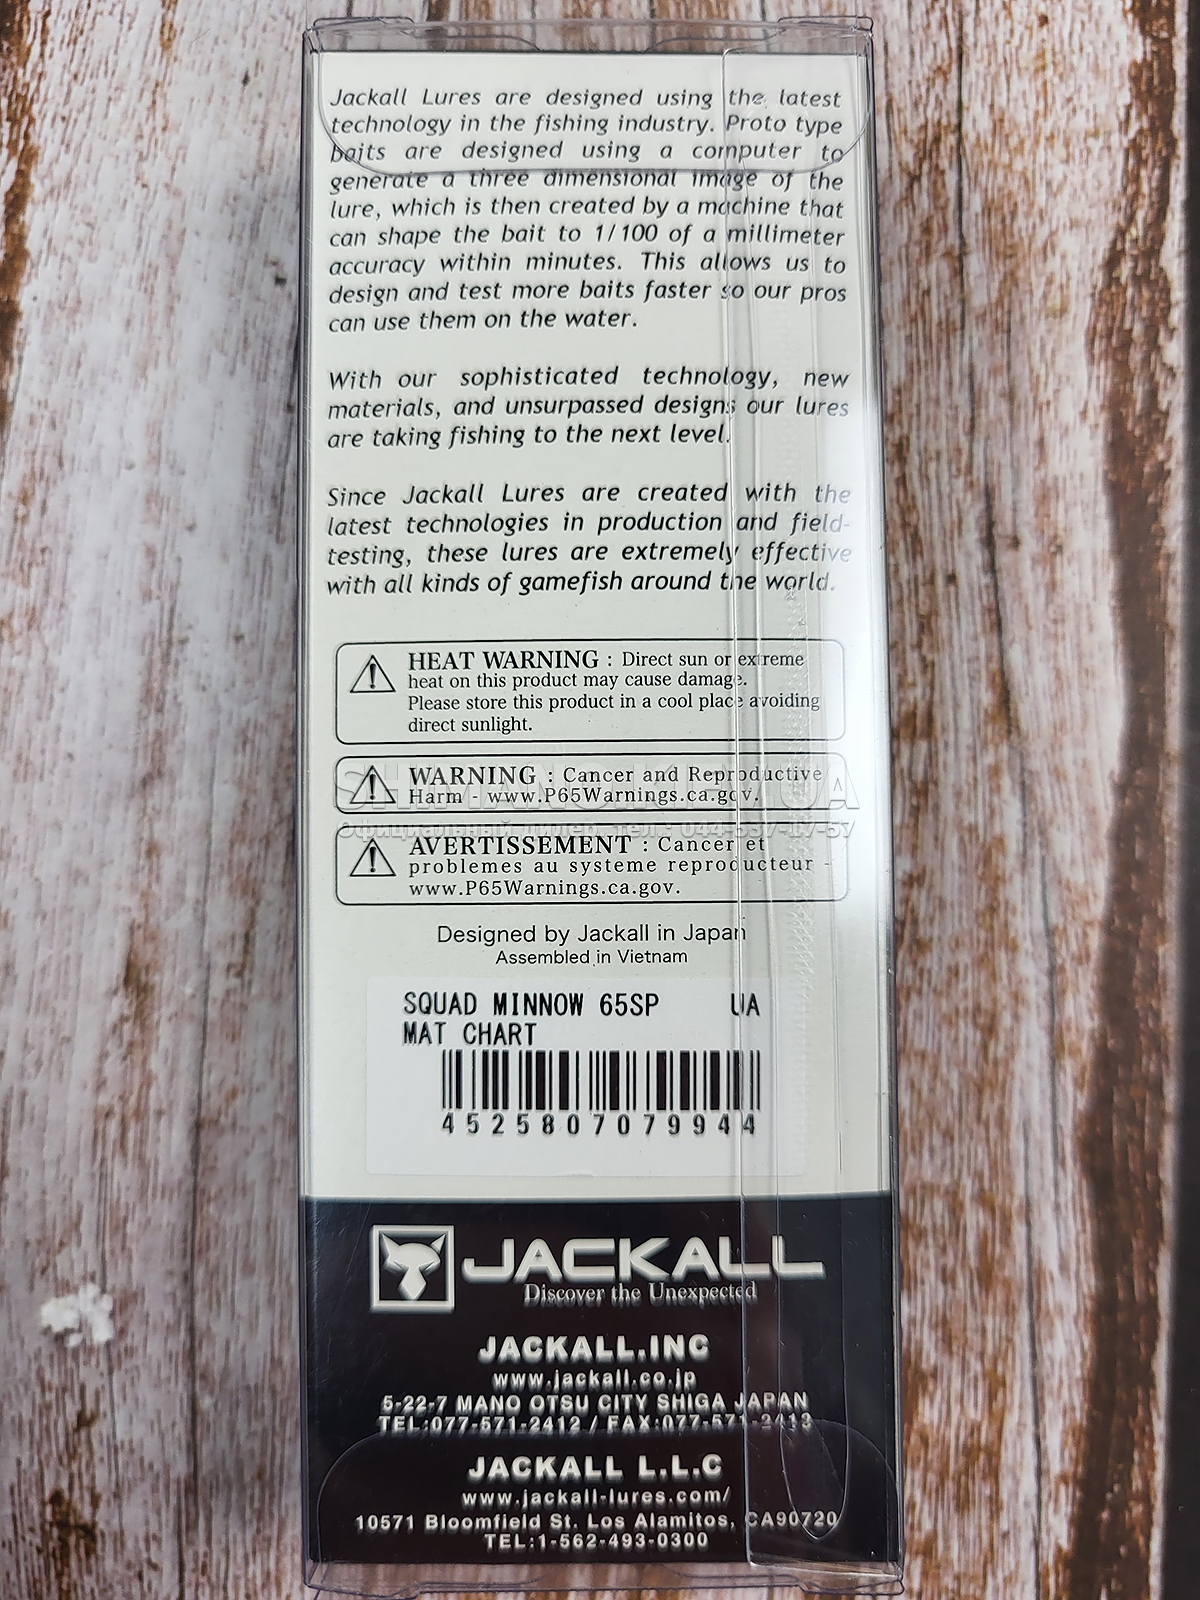 Jackall Lures are designed using the latest
technology in the fishing industry. Proto type
baits are designed using a computer to
generate a three dimensional image of the
lure, which is then created by a machine that
can shape the bait to 1/100 of a millimeter
accuracy within minutes. This allows us to
design and test more baits faster so our pros
can use them on the water.
With our sophisticated technology, new
materials, and unsurpassed designs our lures
are taking fishing to the next level.
Since Jackall Lures are created with the
latest technologies in production and field-
testing, these lures are extremely effective
with all kinds of gamefish around the world.
HEAT WARNING : Direct sun or extreme
heat on this product may cause damage.
Please store this product in a cool place avoiding
direct sunlight.
WARNING : Cancer and Reproductive
Harm - www.P65Warnings.ca.gov.
SHIMANO.KIEV.UA
Официальный дилер, тел.: 044-537-117-57
AVERTISSEMENT : Cancer et
problemes au systeme reproducteur -
www.P65Warnings.ca.gov.
Designed by Jackall in Japan
Assembled in Vietnam
SQUAD MINNOW 65SP UA
MAT CHART
4525807079944
JACKALL
Discover the Unexpected
JACKALL.INC
www.jackall.co.jp
5-22-7 MANO OTSU CITY SHIGA JAPAN
TEL:077-571-2412 / FAX:077-571-2413
JACKALL L.L.C
www.jackall-lures.com/
10571 Bloomfield St. Los Alamitos, CA90720
TEL:1-562-493-0300